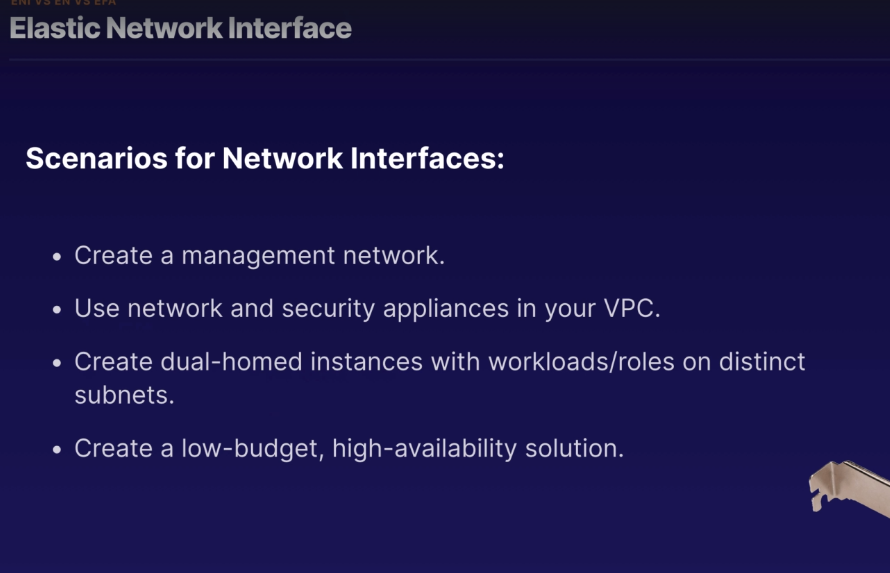 ENI VS EN VS EFA
Elastic Network Interface
Scenarios for Network Interfaces:
• Create a management network.
• Use network and security appliances in your VPC.
• Create dual-homed instances with workloads/roles on distinct
subnets.
• Create a low-budget, high-availability solution.